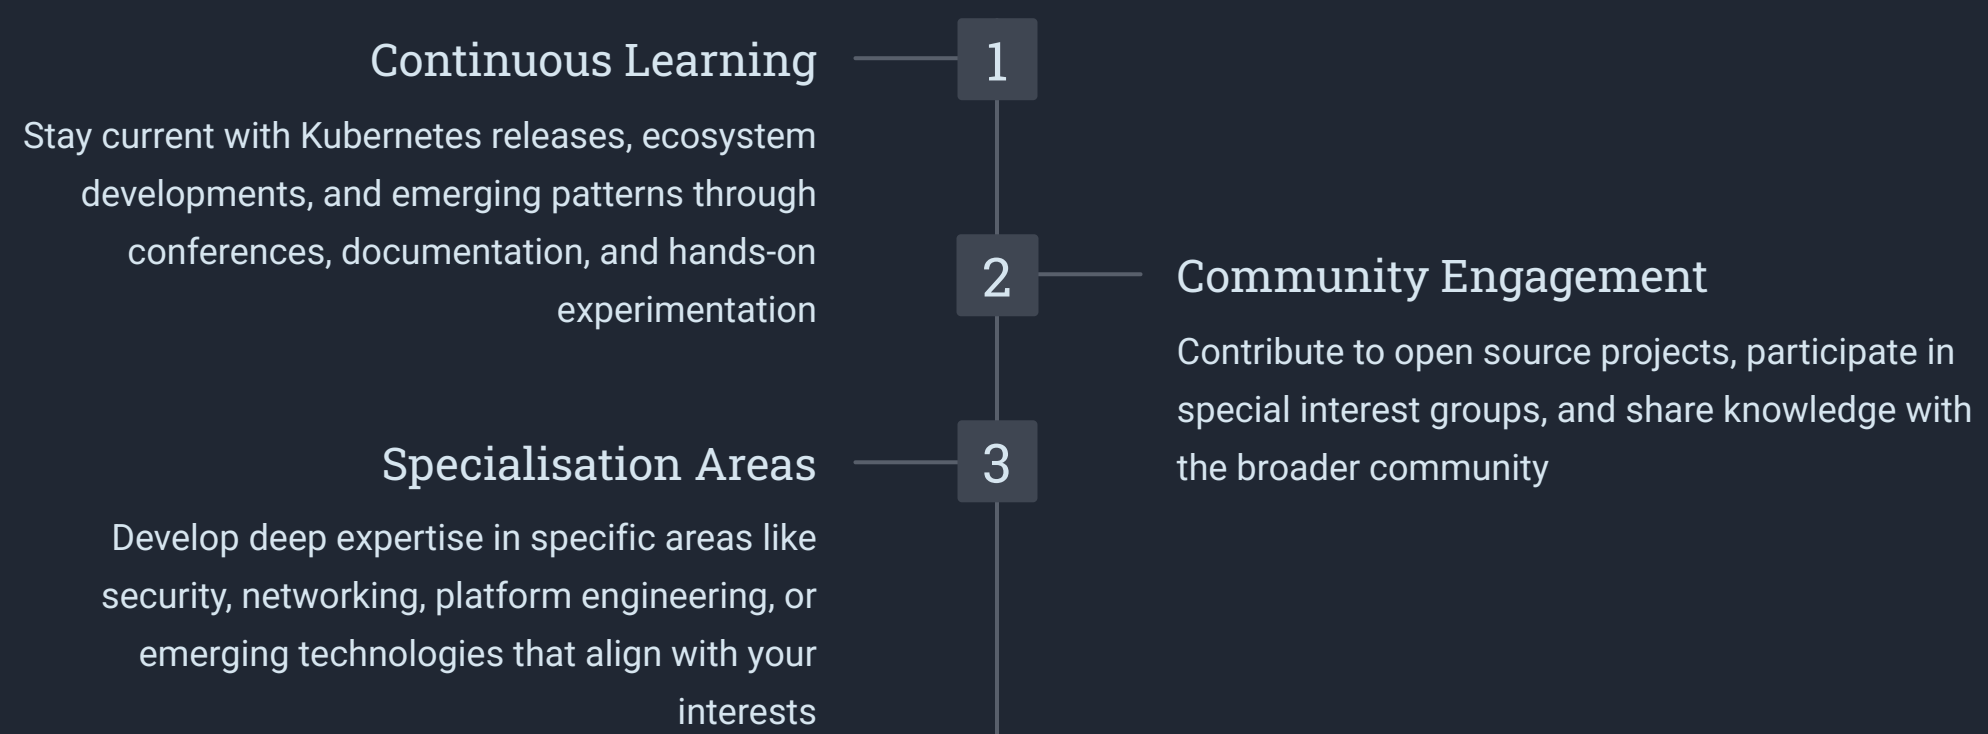 Continuous Learning
1
Stay current with Kubernetes releases, ecosystem
developments, and emerging patterns through
conferences, documentation, and hands-on
experimentation
2
Community Engagement
Contribute to open source projects, participate in
special interest groups, and share knowledge with
the broader community
Specialisation Areas
3
Develop deep expertise in specific areas like
security, networking, platform engineering, or
emerging technologies that align with your
interests